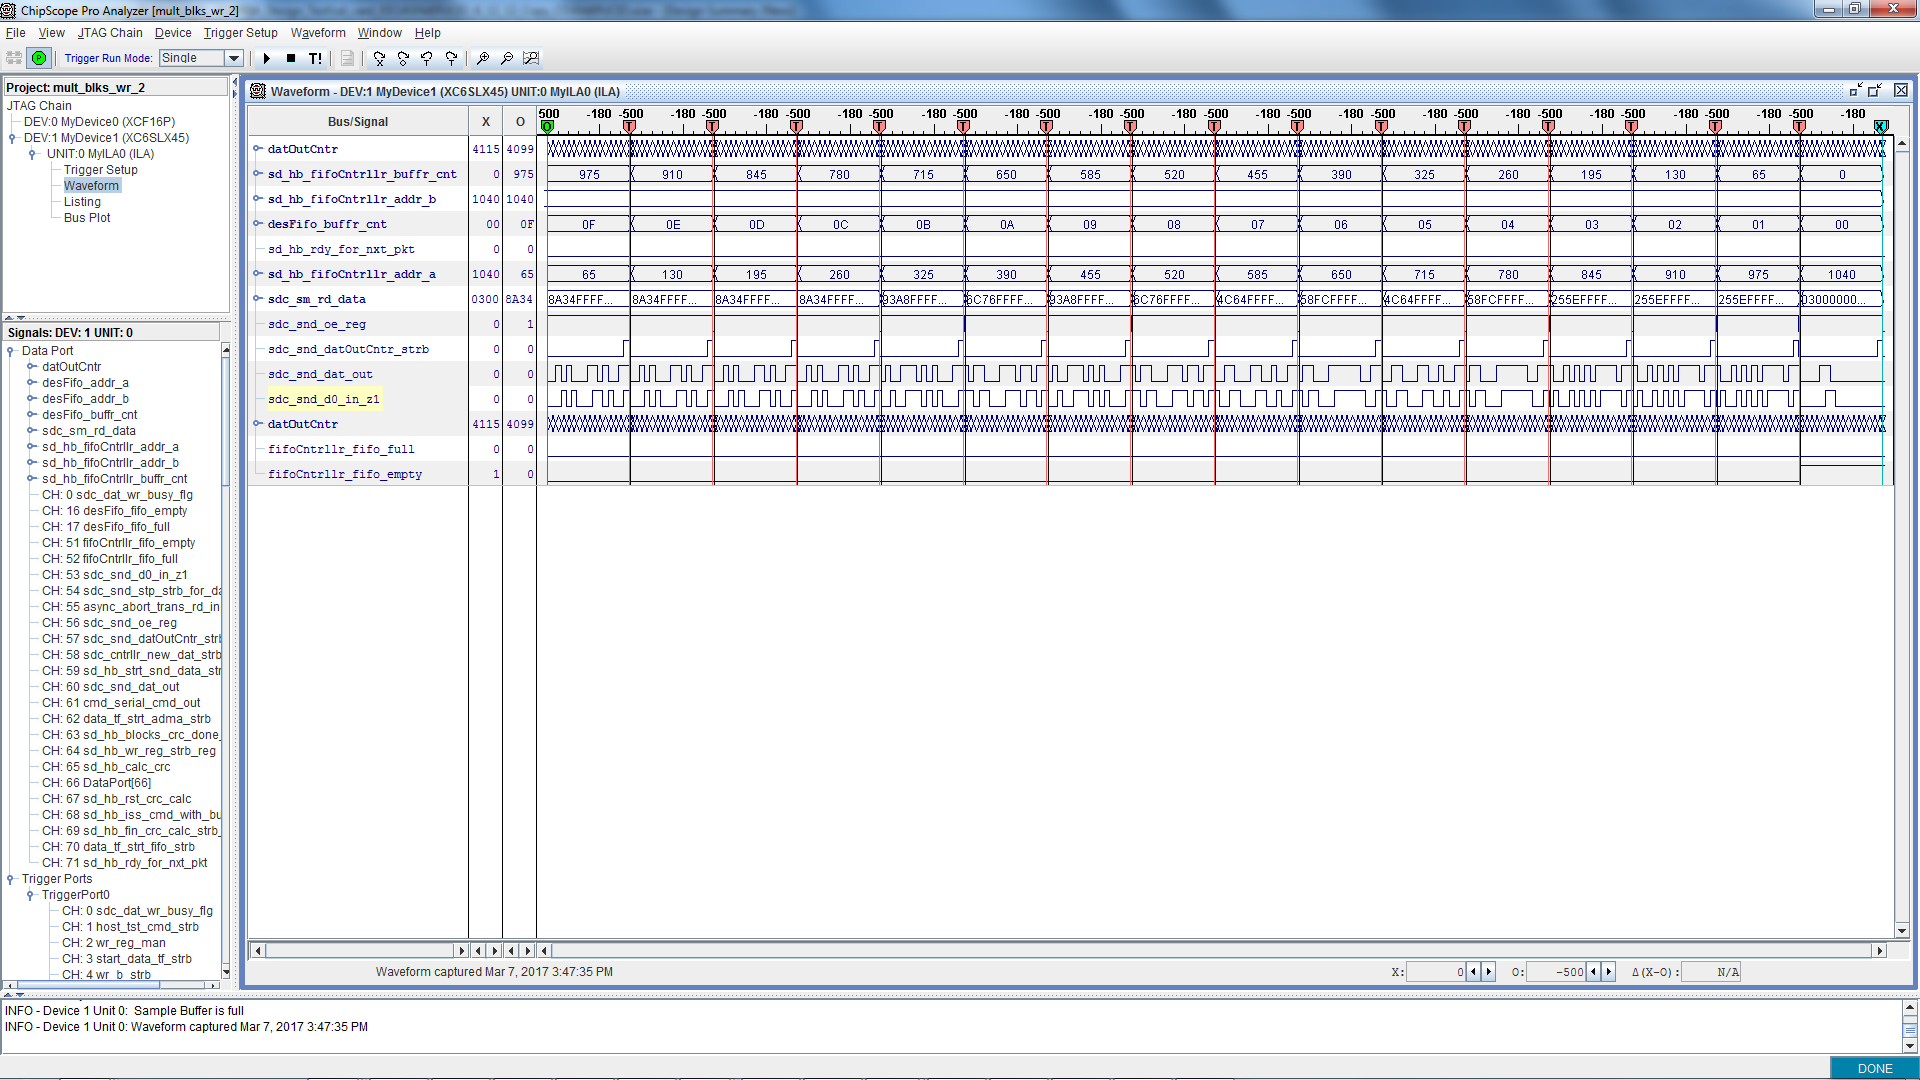 ChipScope Pro Analyzer [mult_blks_wr_2]
File View JTAG Chain Device Trigger Setup Waveform Window Help
Trigger Run Mode: Single T!
Project: mult_blks_wr_2
JTAG Chain
DEV:0 MyDevice0 (XCF16P)
DEV:1 MyDevice1 (XC6SLX45)
UNIT:0 MyILA0 (ILA)
Trigger Setup
Waveform
Listing
Bus Plot
Signals: DEV: 1 UNIT: 0
Data Port
datOutCntr
desFifo_addr_a
desFifo_addr_b
desFifo_buffr_cnt
sdc_sm_rd_data
sd_hb_fifoCntrllr_addr_a
sd_hb_fifoCntrllr_addr_b
sd_hb_fifoCntrllr_buffr_cnt
CH: 0 sdc_dat_wr_busy_flg
CH: 16 desFifo_fifo_empty
CH: 17 desFifo_fifo_full
CH: 51 fifoCntrllr_fifo_empty
CH: 52 fifoCntrllr_fifo_full
CH: 53 sdc_snd_d0_in_z1
CH: 54 sdc_snd_stp_strb_for_da
CH: 55 async_abort_trans_rd_in
CH: 56 sdc_snd_oe_reg
CH: 57 sdc_snd_datOutCntr_strl
CH: 58 sdc_cntrllr_new_dat_strb
CH: 59 sd_hb_strt_snd_data_str
CH: 60 sdc_snd_dat_out
CH: 61 cmd_serial_cmd_out
CH: 62 data_tf_strt_adma_strb
CH: 63 sd_hb_blocks_crc_done_
CH: 64 sd_hb_wr_reg_strb_reg
CH: 65 sd_hb_calc_crc
CH: 66 DataPort[66]
CH: 67 sd_hb_rst_crc_calc
CH: 68 sd_hb_iss_cmd_with_bu
CH: 69 sd_hb_fin_crc_calc_strb_
CH: 70 data_tf_strt_fifo_strb
CH: 71 sd_hb_rdy_for_nxt_pkt
Trigger Ports
TriggerPort0
CH: 0 sdc_dat_wr_busy_flg
CH: 1 host_tst_cmd_strb
CH: 2 wr_reg_man
CH: 3 start_data_tf_strb
CH: 4 wr_b_strb
Waveform - DEV:1 MyDevice1 (XC6SLX45) UNIT:0 MyILA0 (ILA)
Bus/Signal X O 500 -180 -500 -180 -500 -180 -500 -180 -500 -180 -500 -180 -500 -180 -500 -180 -500 -180 -500 -180 -500 -180 -500 -180 -500 -180 -500 -180 -500 -180 -500 -180
O T T T T T T T T T T T T T T T X
datOutCntr 4115 4099
sd_hb_fifoCntrllr_buffr_cnt 0 975 975 910 845 780 715 650 585 520 455 390 325 260 195 130 65 0
sd_hb_fifoCntrllr_addr_b 1040 1040
desFifo_buffr_cnt 00 0F 0F 0E 0D 0C 0B 0A 09 08 07 06 05 04 03 02 01 00
sd_hb_rdy_for_nxt_pkt 0 0
sd_hb_fifoCntrllr_addr_a 1040 65 65 130 195 260 325 390 455 520 585 650 715 780 845 910 975 1040
sdc_sm_rd_data 0300 8A34 8A34FFFF... 8A34FFFF... 8A34FFFF... 8A34FFFF... 93A8FFFF... 6C76FFFF... 93A8FFFF... 6C76FFFF... 4C64FFFF... 58FCFFFF... 4C64FFFF... 58FCFFFF... 255EFFFF... 255EFFFF... 255EFFFF... 03000000...
sdc_snd_oe_reg 0 1
sdc_snd_datOutCntr_strb 0 0
sdc_snd_dat_out 0 0
sdc_snd_d0_in_z1 0 0
datOutCntr 4115 4099
fifoCntrllr_fifo_full 0 0
fifoCntrllr_fifo_empty 1 0
Waveform captured Mar 7, 2017 3:47:35 PM X: 0 O: -500 Δ(X-O): N/A
INFO - Device 1 Unit 0: Sample Buffer is full
INFO - Device 1 Unit 0: Waveform captured Mar 7, 2017 3:47:35 PM
DONE